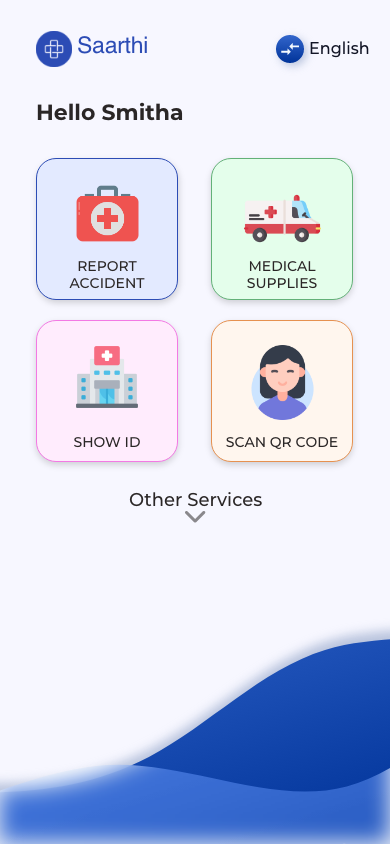 Saarthi
English
Hello Smitha
REPORT
ACCIDENT
MEDICAL
SUPPLIES
SHOW ID
SCAN QR CODE
Other Services